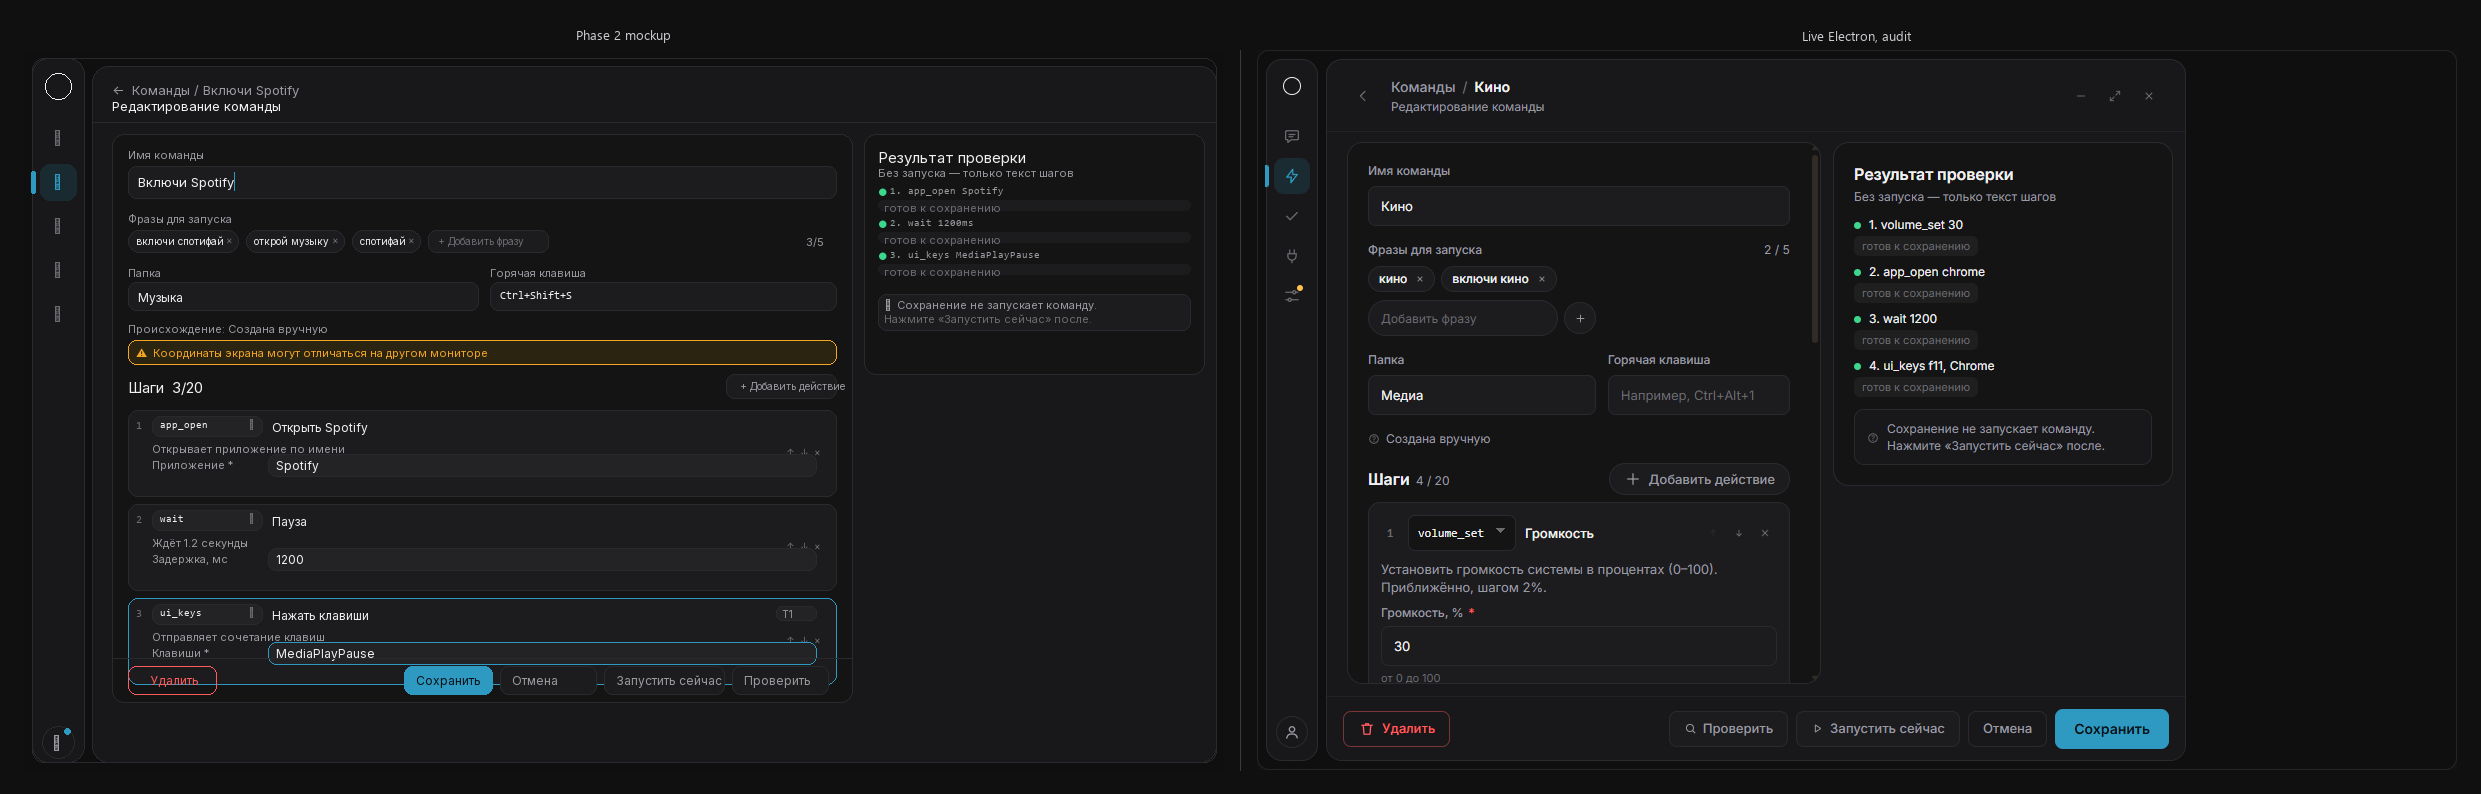 Phase 2 mockup
← Команды / Включи Spotify
Редактирование команды
Имя команды
Включи Spotify
Фразы для запуска
включи спотифай ×
открой музыку ×
спотифай ×
+ Добавить фразу
3/5
Папка
Горячая клавиша
Музыка
Ctrl+Shift+S
Происхождение: Создана вручную
⚠ Координаты экрана могут отличаться на другом мониторе
Шаги 3/20
+ Добавить действие
1 app_open Открыть Spotify
Открывает приложение по имени
↑ ↓ ×
Приложение * Spotify
2 wait Пауза
Ждёт 1.2 секунды
↑ ↓ ×
Задержка, мс 1200
3 ui_keys Нажать клавиши T1
Отправляет сочетание клавиш
↑ ↓ ×
Клавиши * MediaPlayPause
Удалить
Сохранить
Отмена
Запустить сейчас
Проверить
Результат проверки
Без запуска — только текст шагов
1. app_open Spotify
готов к сохранению
2. wait 1200ms
готов к сохранению
3. ui_keys MediaPlayPause
готов к сохранению
Сохранение не запускает команду.
Нажмите «Запустить сейчас» после.
Live Electron, audit
Команды / Кино
Редактирование команды
Имя команды
Кино
Фразы для запуска
2 / 5
кино ×
включи кино ×
Добавить фразу
+
Папка
Горячая клавиша
Медиа
Например, Ctrl+Alt+1
Создана вручную
Шаги 4 / 20
+ Добавить действие
1 volume_set Громкость ↑ ↓ ×
Установить громкость системы в процентах (0–100).
Приближённо, шагом 2%.
Громкость, % *
30
от 0 до 100
Удалить
Проверить
Запустить сейчас
Отмена
Сохранить
Результат проверки
Без запуска — только текст шагов
1. volume_set 30
готов к сохранению
2. app_open chrome
готов к сохранению
3. wait 1200
готов к сохранению
4. ui_keys f11, Chrome
готов к сохранению
Сохранение не запускает команду.
Нажмите «Запустить сейчас» после.